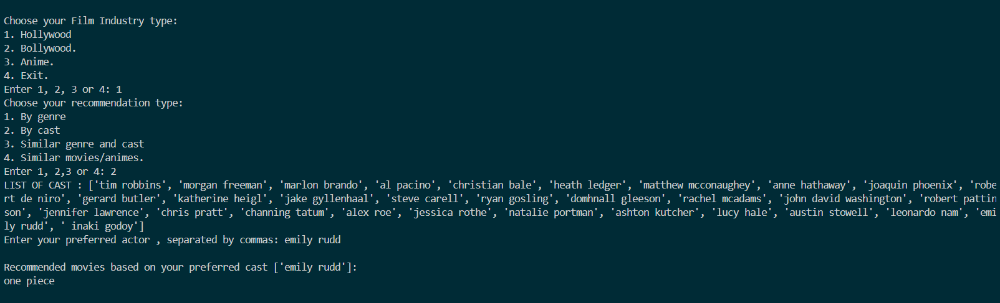 Choose your Film Industry type:
1. Hollywood
2. Bollywood.
3. Anime.
4. Exit.
Enter 1, 2, 3 or 4: 1
Choose your recommendation type:
1. By genre
2. By cast
3. Similar genre and cast
4. Similar movies/animes.
Enter 1, 2,3 or 4: 2
LIST OF CAST : ['tim robbins', 'morgan freeman', 'marlon brando', 'al pacino', 'christian bale', 'heath ledger', 'matthew mcconaughey', 'anne hathaway', 'joaquin phoenix', 'robe
rt de niro', 'gerard butler', 'katherine heigl', 'jake gyllenhaal', 'steve carell', 'ryan gosling', 'domhnall gleeson', 'rachel mcadams', 'john david washington', 'robert pattin
son', 'jennifer lawrence', 'chris pratt', 'channing tatum', 'alex roe', 'jessica rothe', 'natalie portman', 'ashton kutcher', 'lucy hale', 'austin stowell', 'leonardo nam', 'emi
ly rudd', ' inaki godoy']
Enter your preferred actor , separated by commas: emily rudd
Recommended movies based on your preferred cast ['emily rudd']:
one piece